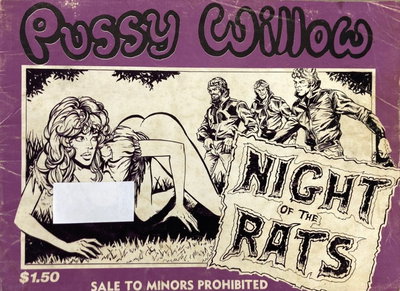 Pussy Willow
NIGHT
OF THE
RATS
$1.50
SALE TO MINORS PROHIBITED